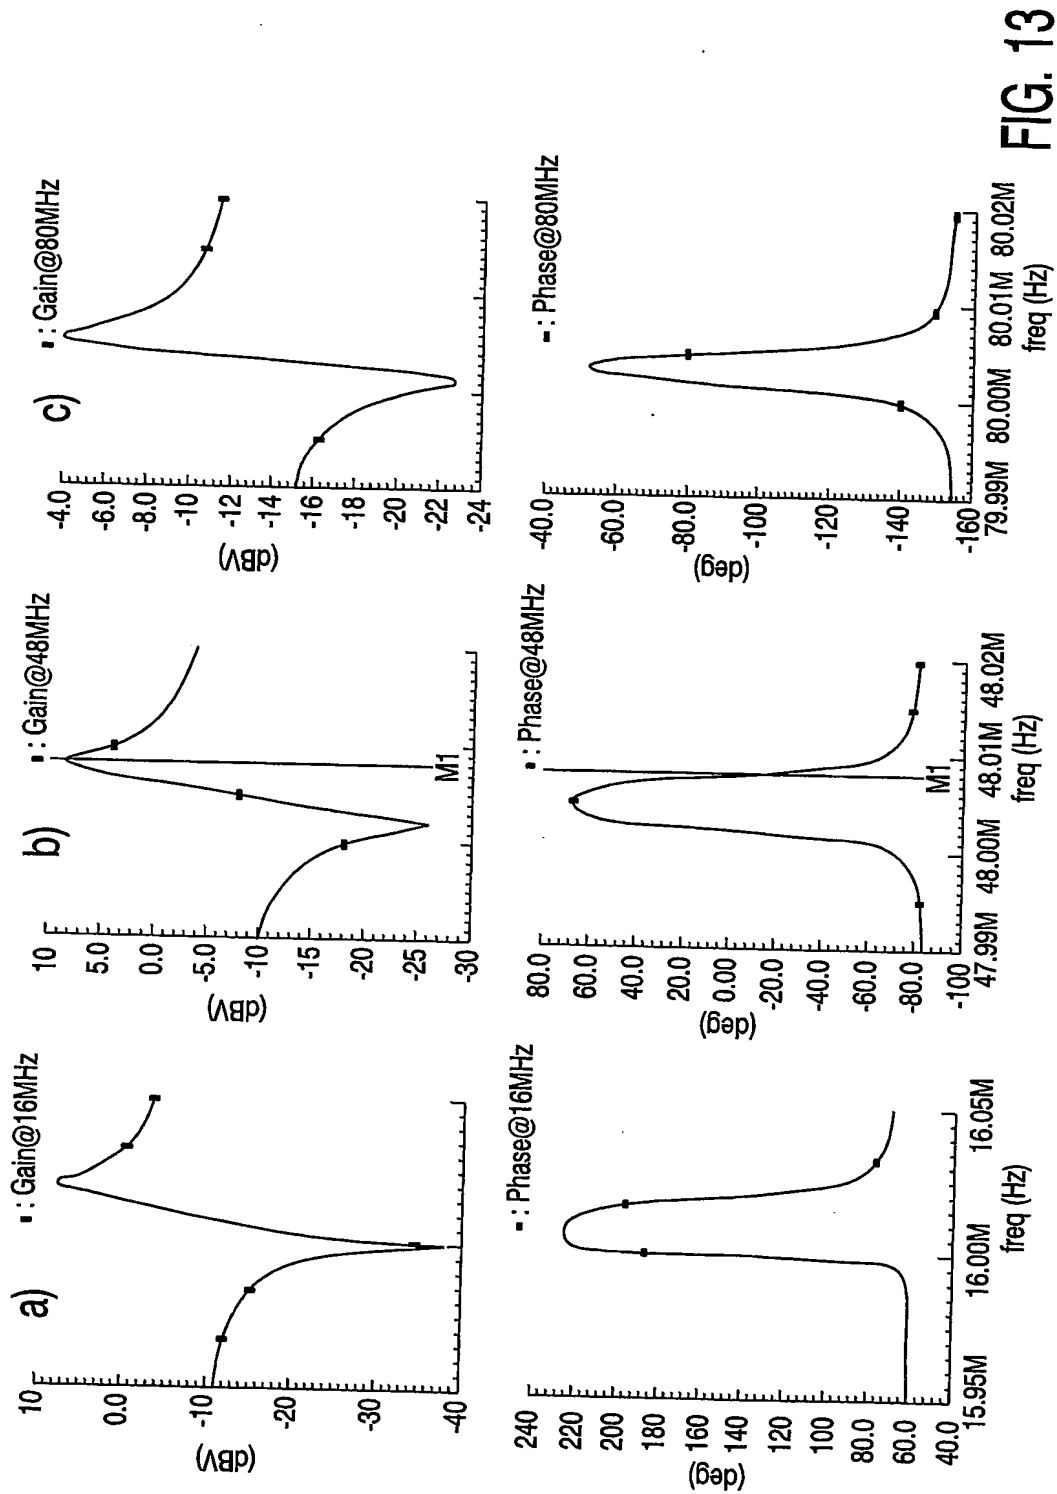 a)
▪ : Gain@16MHz
10
0.0
-10
-20
-30
-40
(dBV)
▪ : Phase@16MHz
240
220
200
180
160
140
120
100
80.0
60.0
40.0
(deg)
15.95M 16.00M 16.05M
freq (Hz)
b)
▪ : Gain@48MHz
10
5.0
0.0
-5.0
-10
-15
-20
-25
-30
(dBV)
M1
▪ : Phase@48MHz
80.0
60.0
40.0
20.0
0.00
-20.0
-40.0
-60.0
-80.0
-100
(deg)
M1
47.99M 48.00M 48.01M 48.02M
freq (Hz)
c)
▪ : Gain@80MHz
-4.0
-6.0
-8.0
-10
-12
-14
-16
-18
-20
-22
-24
(dBV)
▪ : Phase@80MHz
-40.0
-60.0
-80.0
-100
-120
-140
-160
(deg)
79.99M 80.00M 80.01M 80.02M
freq (Hz)
FIG. 13